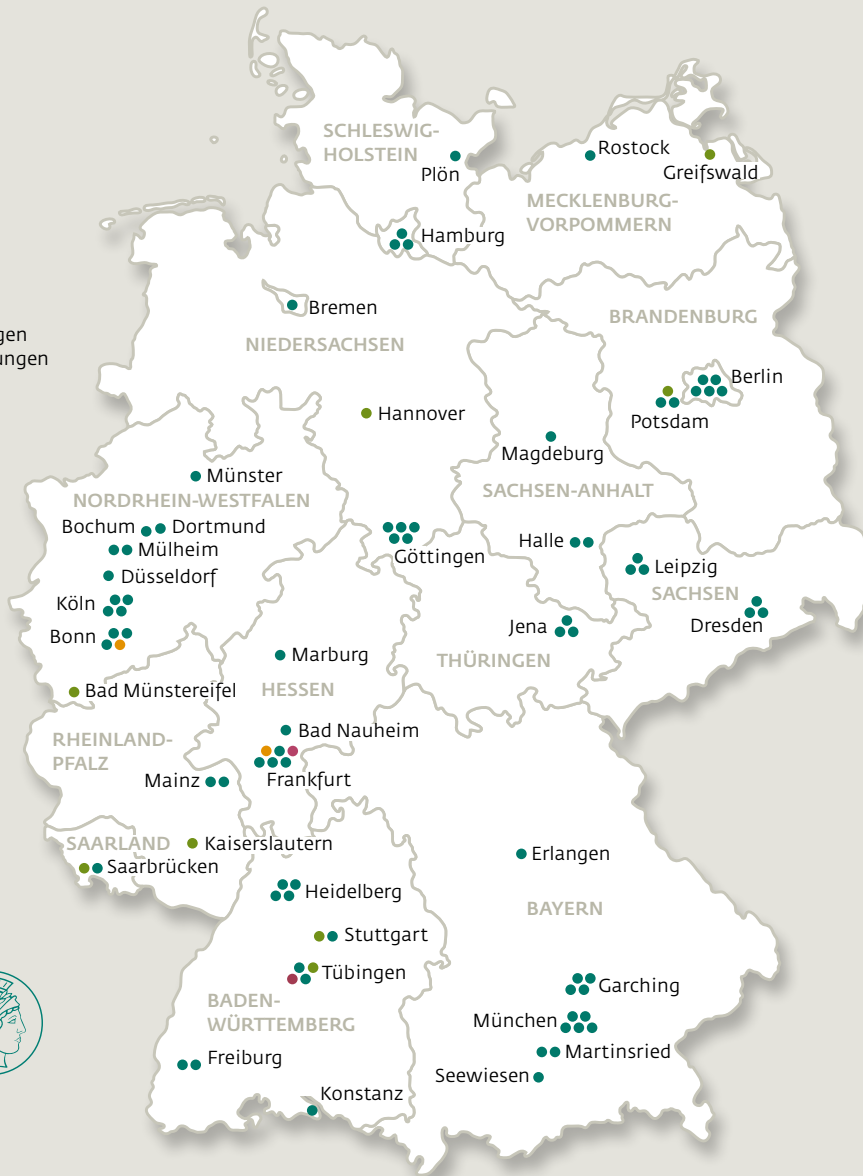 SCHLESWIG-
HOLSTEIN
Plön
Rostock
Greifswald
MECKLENBURG-
VORPOMMERN
Hamburg
Bremen
NIEDERSACHSEN
BRANDENBURG
Berlin
Potsdam
Hannover
Magdeburg
SACHSEN-ANHALT
Münster
NORDRHEIN-WESTFALEN
Bochum
Dortmund
Mülheim
Düsseldorf
Köln
Bonn
Bad Münstereifel
Göttingen
Halle
Leipzig
SACHSEN
Dresden
Jena
THÜRINGEN
Marburg
HESSEN
Bad Nauheim
Frankfurt
RHEINLAND-
PFALZ
Mainz
SAARLAND
Kaiserslautern
Saarbrücken
Heidelberg
Stuttgart
Tübingen
BADEN-
WÜRTTEMBERG
Freiburg
Konstanz
Erlangen
BAYERN
Garching
München
Martinsried
Seewiesen